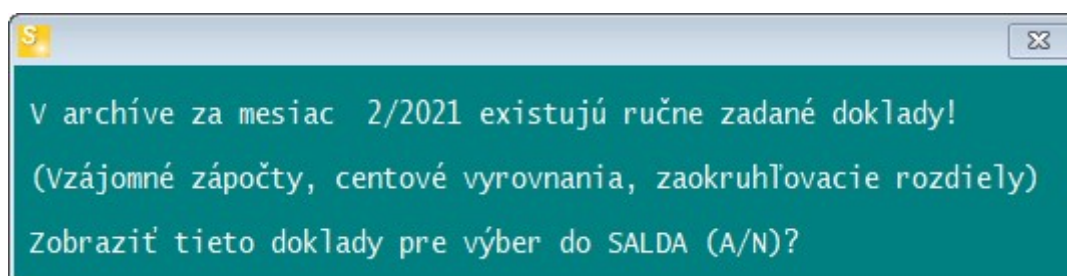 S
V archíve za mesiac  2/2021 existujú ručne zadané doklady!
(Vzájomné zápočty, centové vyrovnania, zaokruhľovacie rozdiely)
Zobraziť tieto doklady pre výber do SALDA (A/N)?